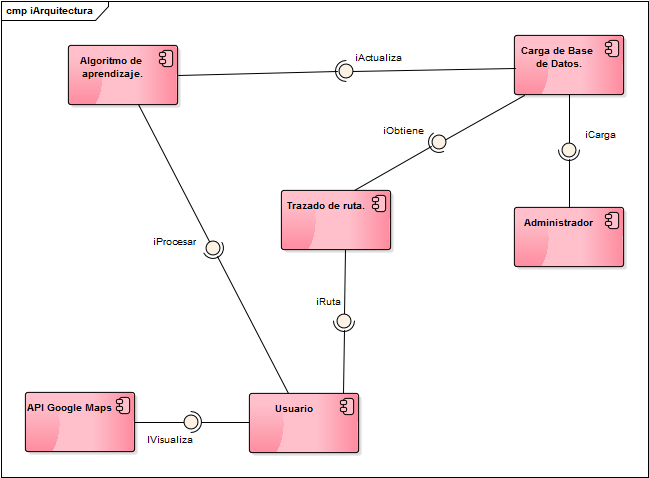 cmp iArquitectura
Algoritmo de
aprendizaje.
iActualiza
Carga de Base
de Datos.
iObtiene
iCarga
Trazado de ruta.
Administrador
iProcesar
iRuta
API Google Maps
IVisualiza
Usuario